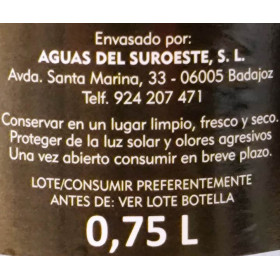 Envasado por:
AGUAS DEL SUROESTE, S. L.
Avda. Santa Marina, 33 - 06005 Badajoz
Telf. 924 207 471
Conservar en un lugar limpio, fresco y seco.
Proteger de la luz solar y olores agresivos
Una vez abierto consumir en breve plazo.
LOTE/CONSUMIR PREFERENTEMENTE
ANTES DE: VER LOTE BOTELLA
0,75 L